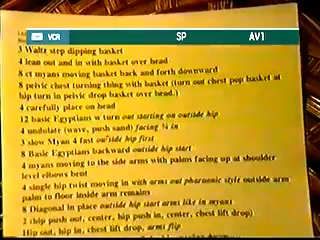 VCR SP AV1
3 Waltz step dipping basket
4 lean out and in with basket over head
8 ct myans moving basket back and forth downward
8 pelvic chest turning thing with basket (turn out chest pop basket at
hip turn in pelvic drop basket over head.)
4 carefully place on head
12 basic Egyptians w turn out starting on outside hip
4 undulate (wave, push sand) facing ¾ in
3 slow Myan 4 fast out side hip first
8 Basic Egyptians backward outside hip start
4 myans moving to the side arms with palms facing up at shoulder
level elbows bent
4 single hip twist moving in with arms out pharaonic style outside arm
palm to floor inside arm remains
8 Diagonal in place outside hip start arms like in myans
2 (hip push out, center, hip push in, center, chest lift drop)
Hip out, hip in, chest lift drop, arms flip